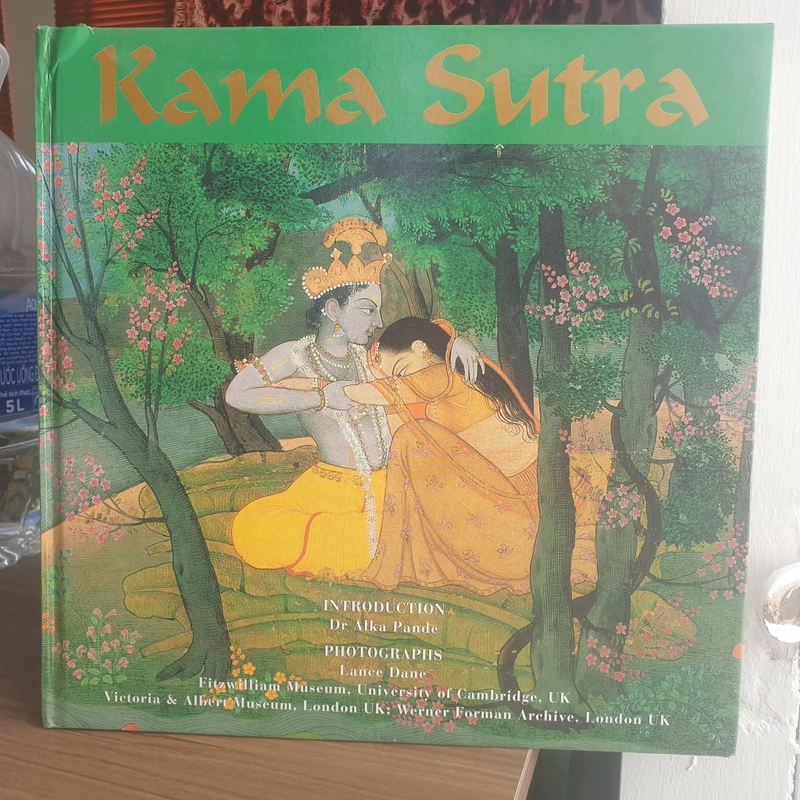 Kama Sutra
INTRODUCTION
Dr Alka Pande
PHOTOGRAPHS
Lance Dane
Fitzwilliam Museum, University of Cambridge, UK
Victoria & Albert Museum, London UK; Werner Forman Archive, London UK
5L